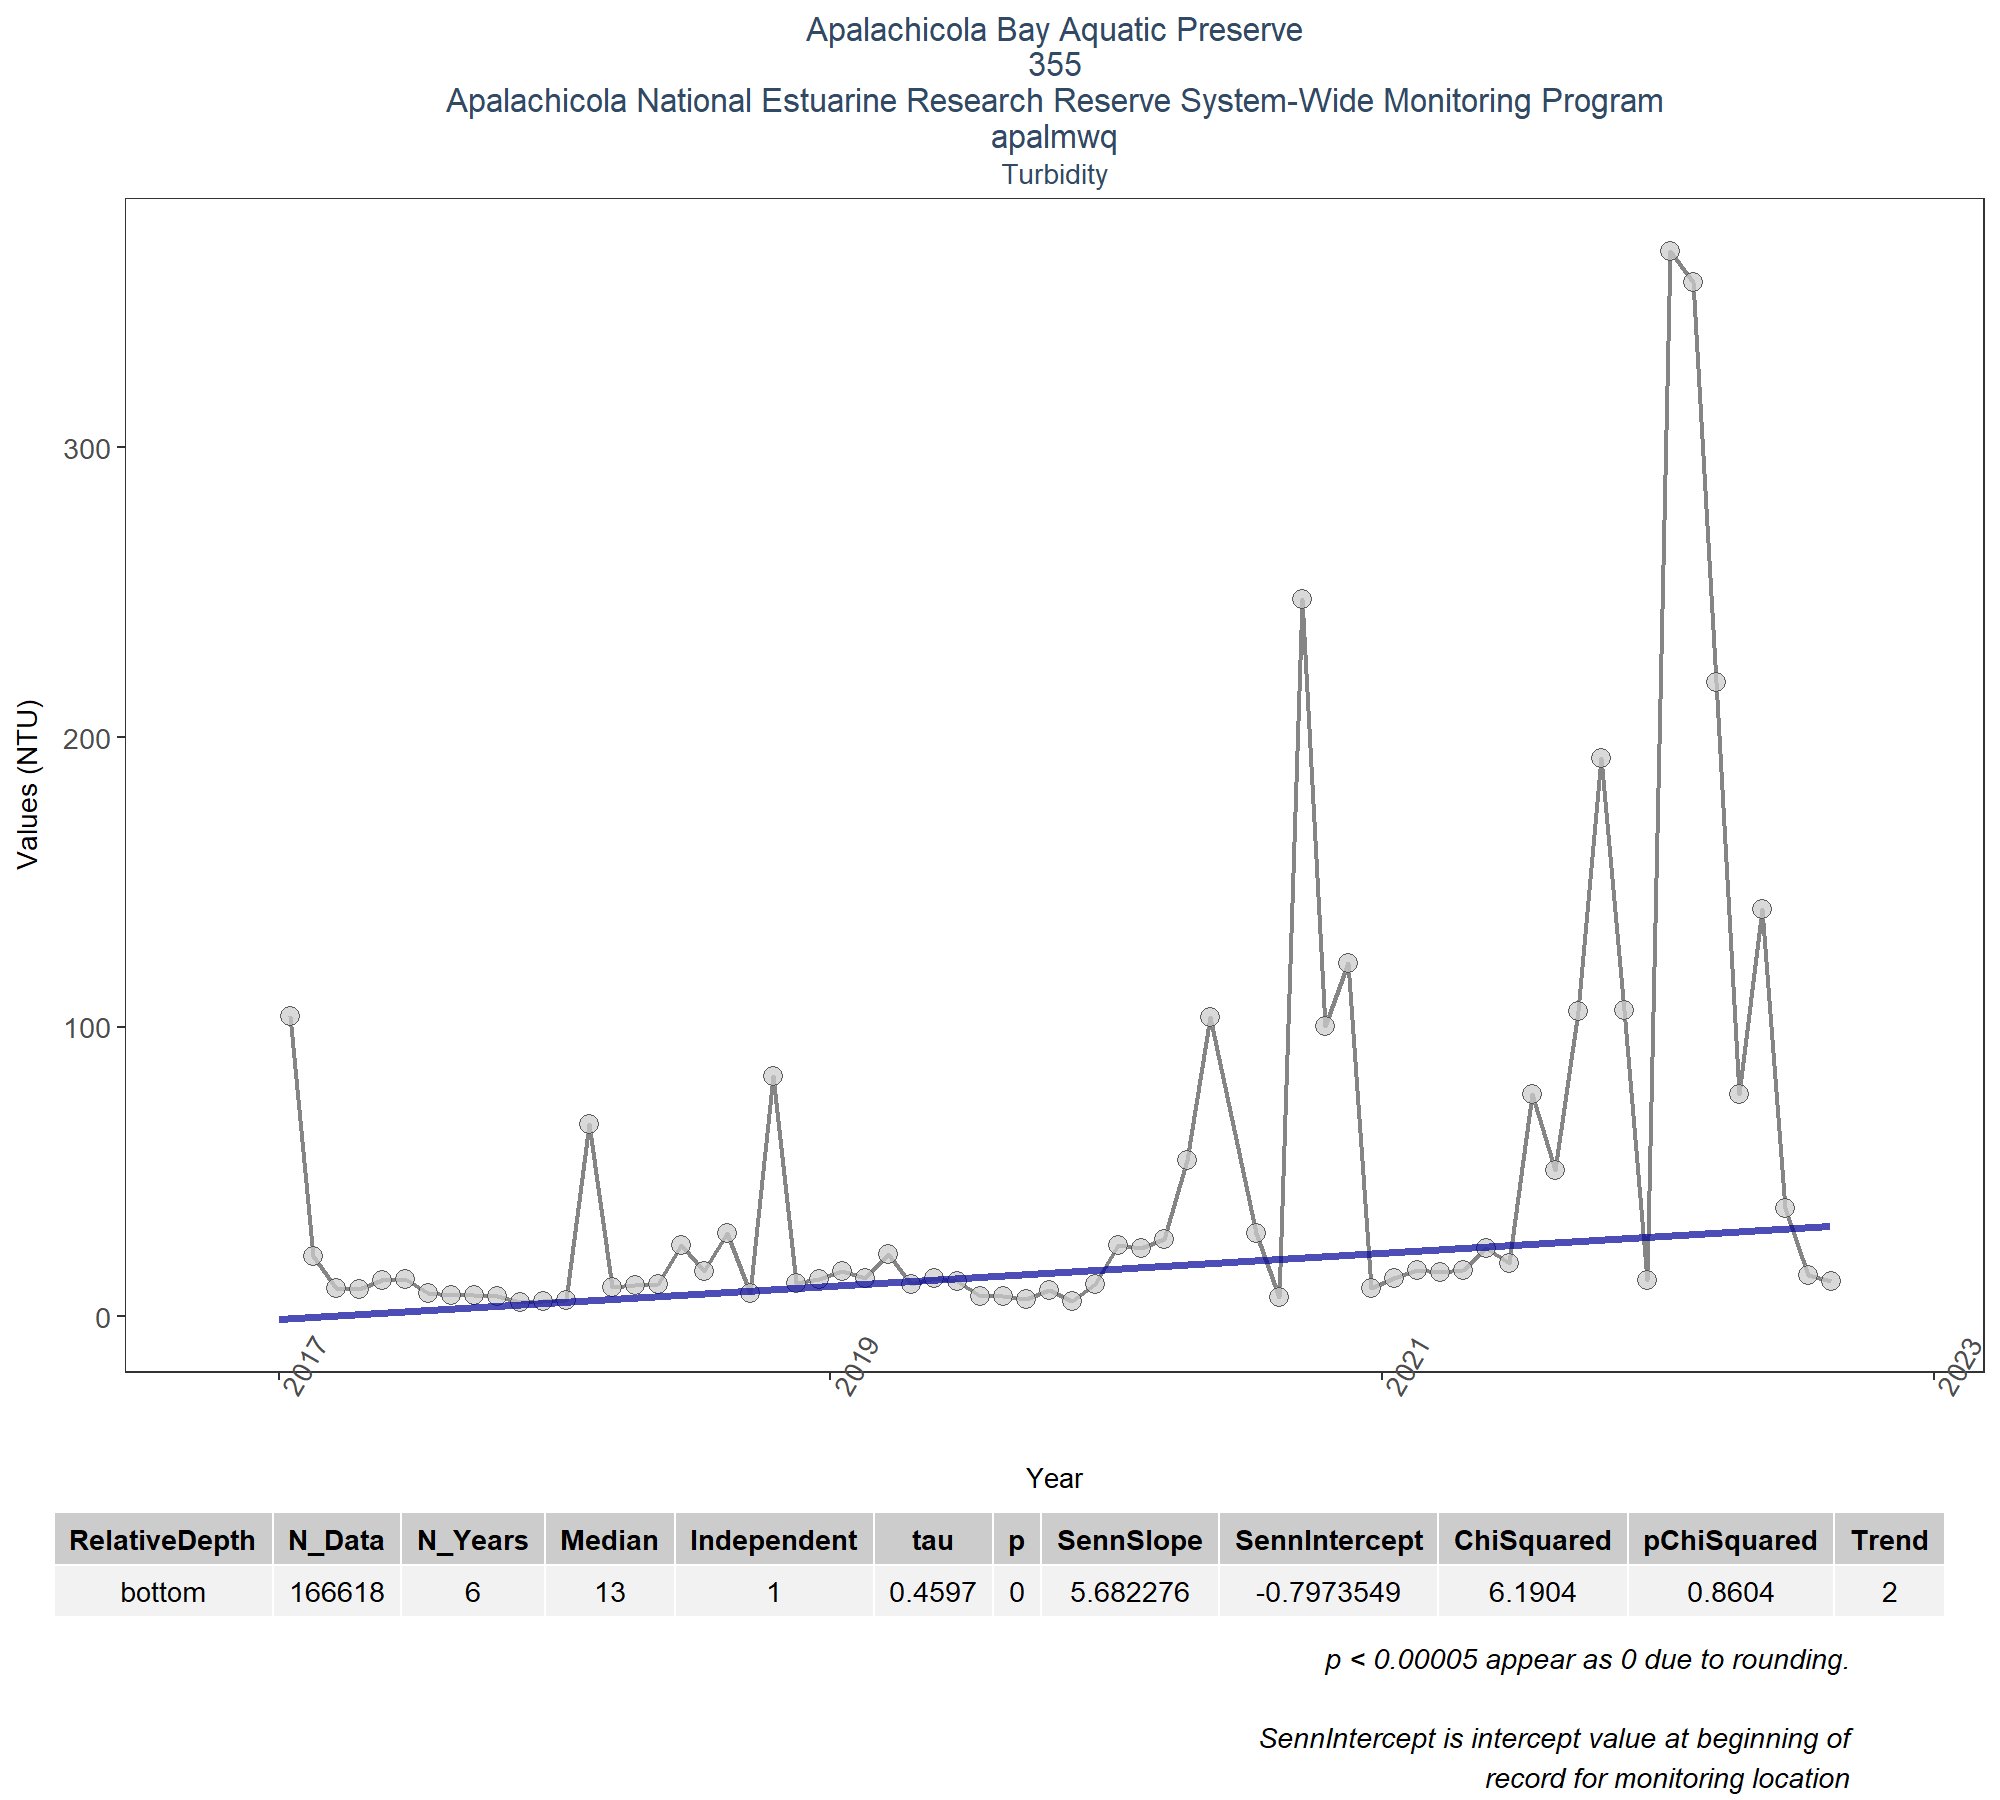 Apalachicola Bay Aquatic Preserve
355
Apalachicola National Estuarine Research Reserve System-Wide Monitoring Program
apalmwq
Turbidity
Values (NTU)
300
200
100
0
2017 2019 2021 2023
Year
RelativeDepth N_Data N_Years Median Independent tau p SennSlope SennIntercept ChiSquared pChiSquared Trend
bottom 166618 6 13 1 0.4597 0 5.682276 -0.7973549 6.1904 0.8604 2
p < 0.00005 appear as 0 due to rounding.
SennIntercept is intercept value at beginning of
record for monitoring location